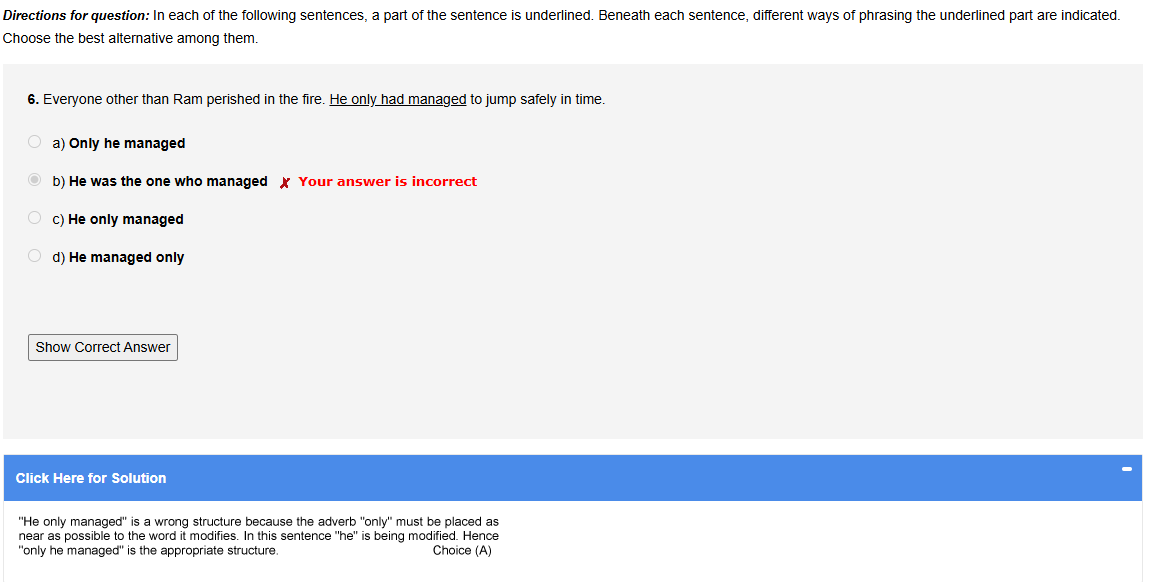 Directions for question: In each of the following sentences, a part of the sentence is underlined. Beneath each sentence, different ways of phrasing the underlined part are indicated.
Choose the best alternative among them.
6. Everyone other than Ram perished in the fire. He only had managed to jump safely in time.
a) Only he managed
b) He was the one who managed ✗ Your answer is incorrect
c) He only managed
d) He managed only
Show Correct Answer
Click Here for Solution
"He only managed" is a wrong structure because the adverb "only" must be placed as
near as possible to the word it modifies. In this sentence "he" is being modified. Hence
"only he managed" is the appropriate structure. Choice (A)